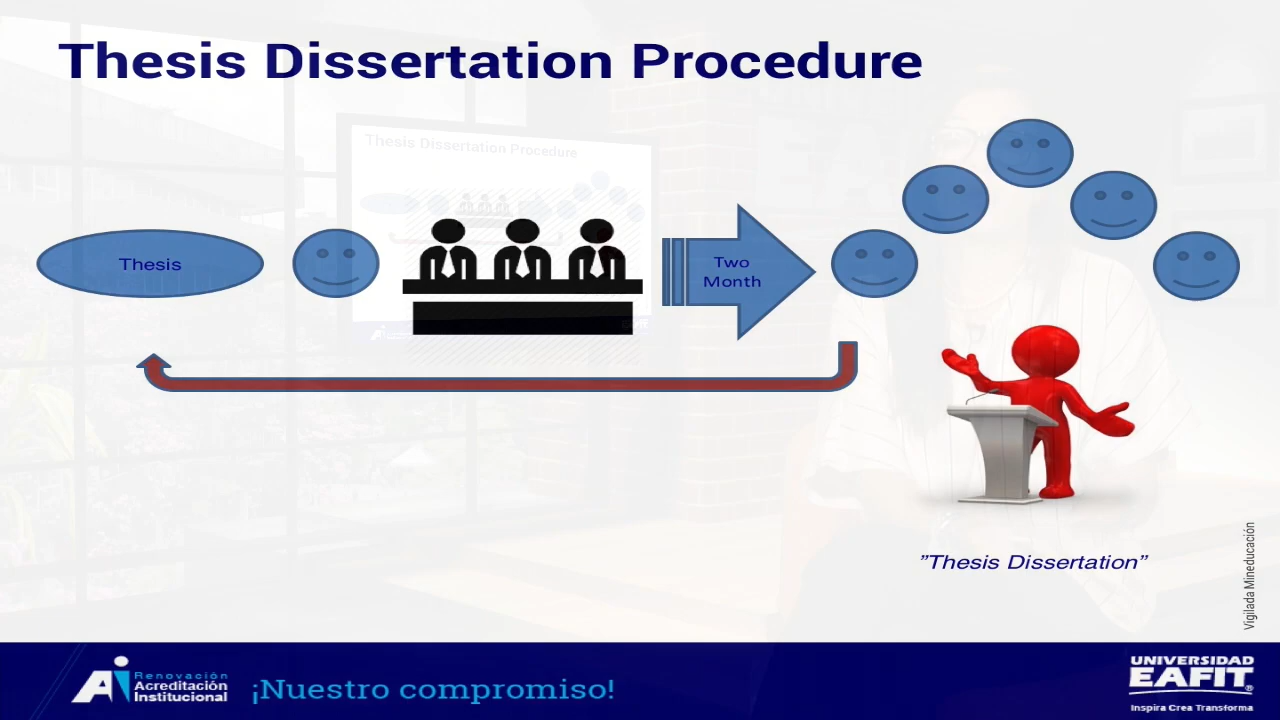 Thesis Dissertation Procedure
Thesis Dissertation Procedure
Thesis
Two
Month
"Thesis Dissertation"
Vigilada Mineducación
Ai
Renovación
Acreditación
Institucional
¡Nuestro compromiso!
UNIVERSIDAD
EAFIT
Inspira Crea Transforma